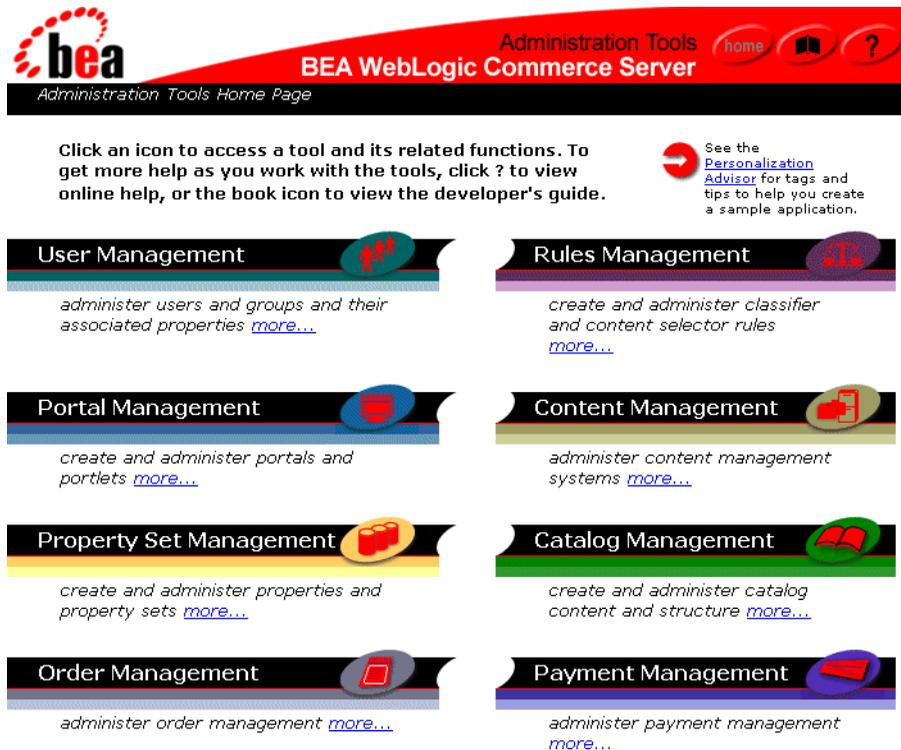 bea
Administration Tools
BEA WebLogic Commerce Server
home
?
Administration Tools Home Page
Click an icon to access a tool and its related functions. To
get more help as you work with the tools, click ? to view
online help, or the book icon to view the developer's guide.
See the
Personalization
Advisor for tags and
tips to help you create
a sample application.
User Management
administer users and groups and their
associated properties more...
Rules Management
create and administer classifier
and content selector rules
more...
Portal Management
create and administer portals and
portlets more...
Content Management
administer content management
systems more...
Property Set Management
create and administer properties and
property sets more...
Catalog Management
create and administer catalog
content and structure more...
Order Management
administer order management more...
Payment Management
administer payment management
more...